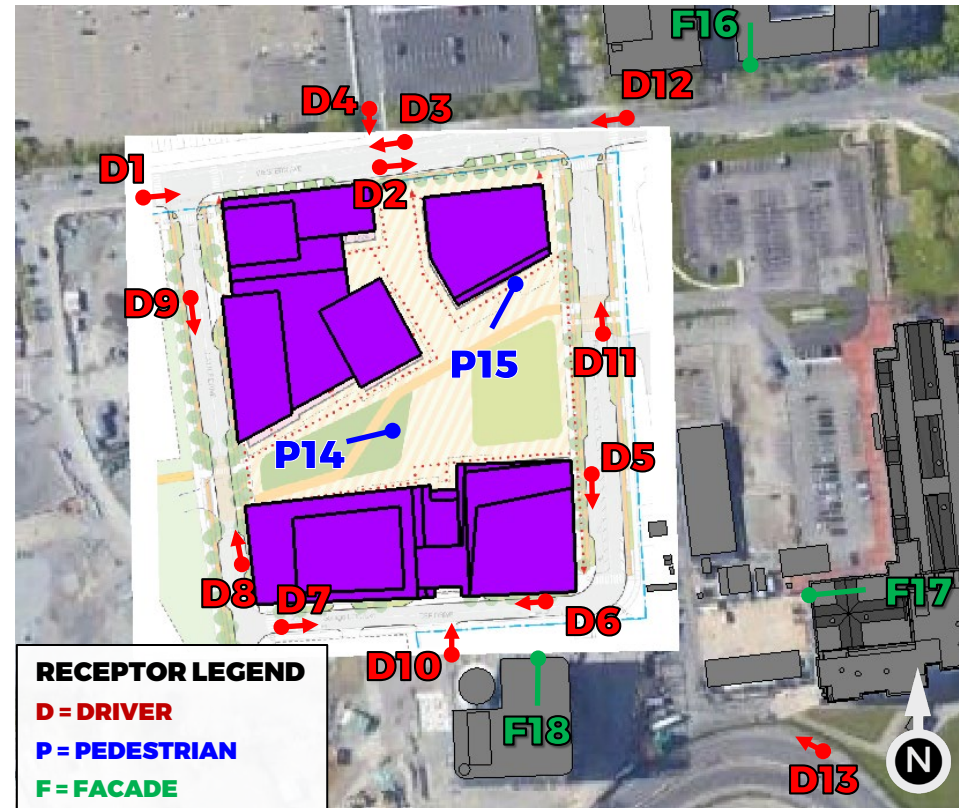 F16
D12
D4
D3
D1
D2
D9
P15
D11
P14
D5
D8
D7
D6
F17
D10
F18
D13
N
RECEPTOR LEGEND
D = DRIVER
P = PEDESTRIAN
F = FACADE